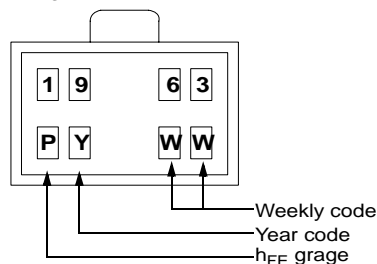 1 9 6 3
P Y W W
Weekly code
Year code
hFE grage